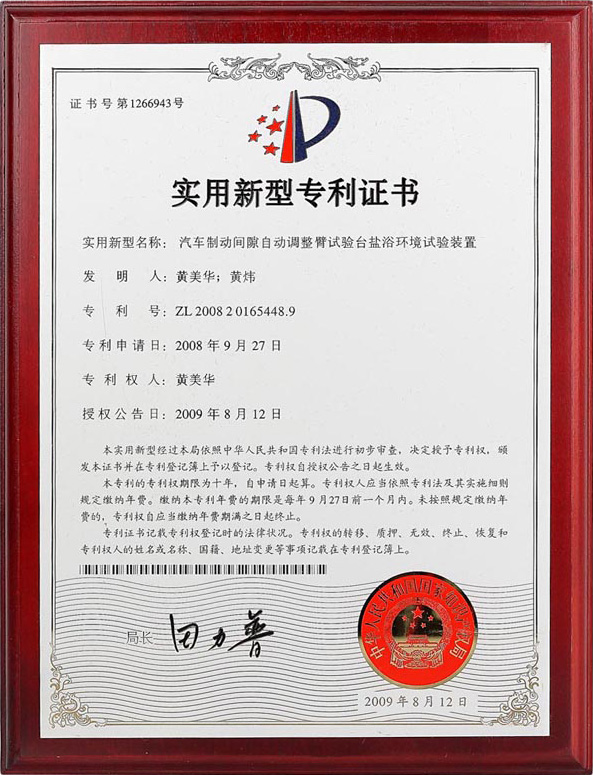 证书号第1266943号
实用新型专利证书
实用新型名称：汽车制动间隙自动调整臂试验台盐浴环境试验装置
发明人：黄美华；黄炜
专利号：ZL 2008 2 0165448.9
专利申请日：2008年9月27日
专利权人：黄美华
授权公告日：2009年8月12日
本实用新型经过本局依照中华人民共和国专利法进行初步审查，决定授予专利权，颁
发本证书并在专利登记簿上予以登记。专利权自授权公告之日起生效。
本专利的专利权期限为十年，自申请日起算。专利权人应当依照专利法及其实施细则
规定缴纳年费。缴纳本专利年费的期限是每年9月27日前一个月内。未按照规定缴纳年
费的，专利权自应当缴纳年费期满之日起终止。
专利证书记载专利权登记时的法律状况。专利权的转移、质押、无效、终止、恢复和
专利权人的姓名或名称、国籍、地址变更等事项记载在专利登记簿上。
局长 田力普
中华人民共和国国家知识产权局
2009年8月12日